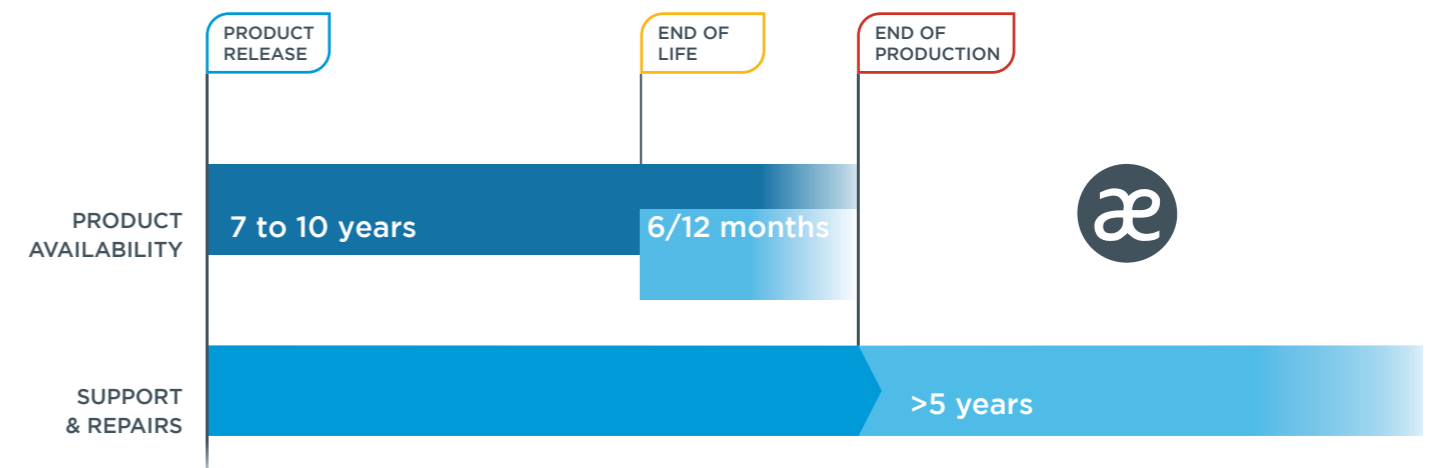 PRODUCT
RELEASE
END OF
LIFE
END OF
PRODUCTION
PRODUCT
AVAILABILITY
7 to 10 years
6/12 months
æ
SUPPORT
& REPAIRS
>5 years